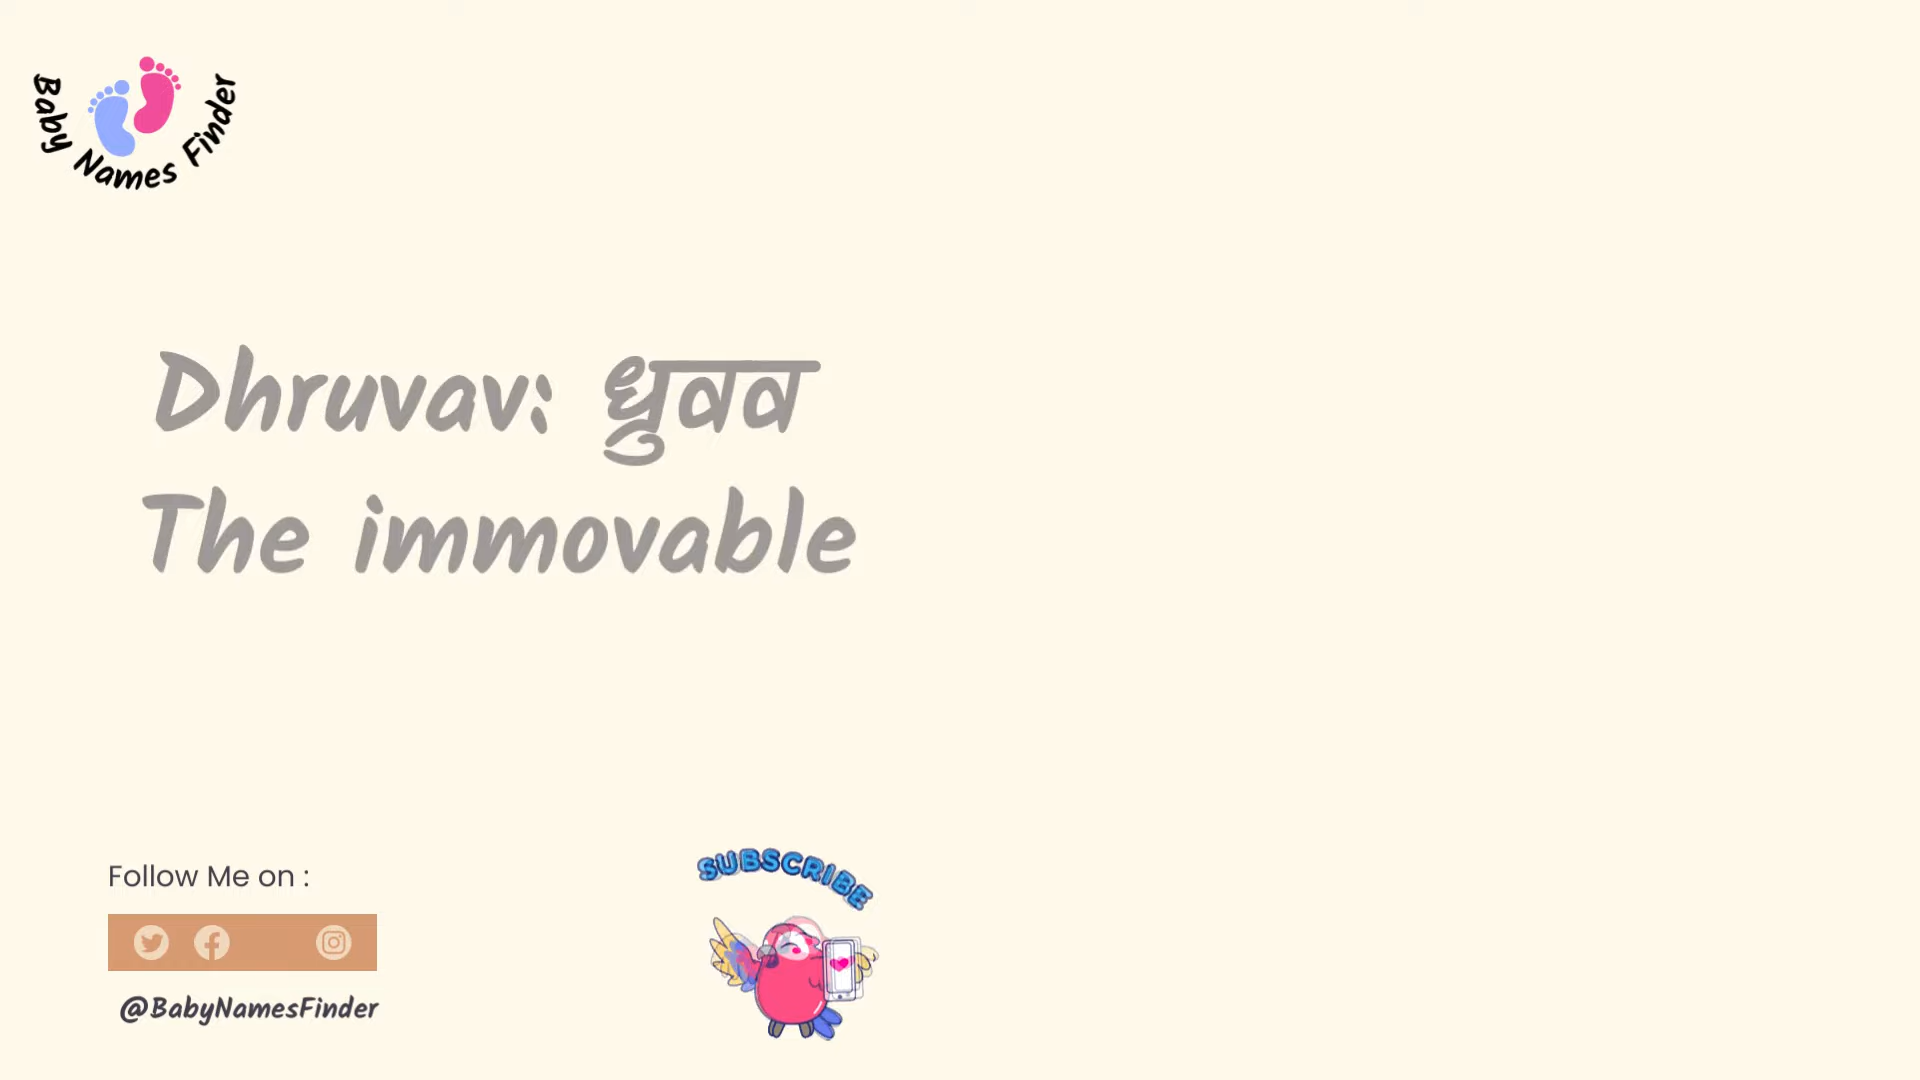 Baby Names Finder
Dhruvav: धुवव
The immovable
Follow Me on :
@BabyNamesFinder
SUBSCRIBE